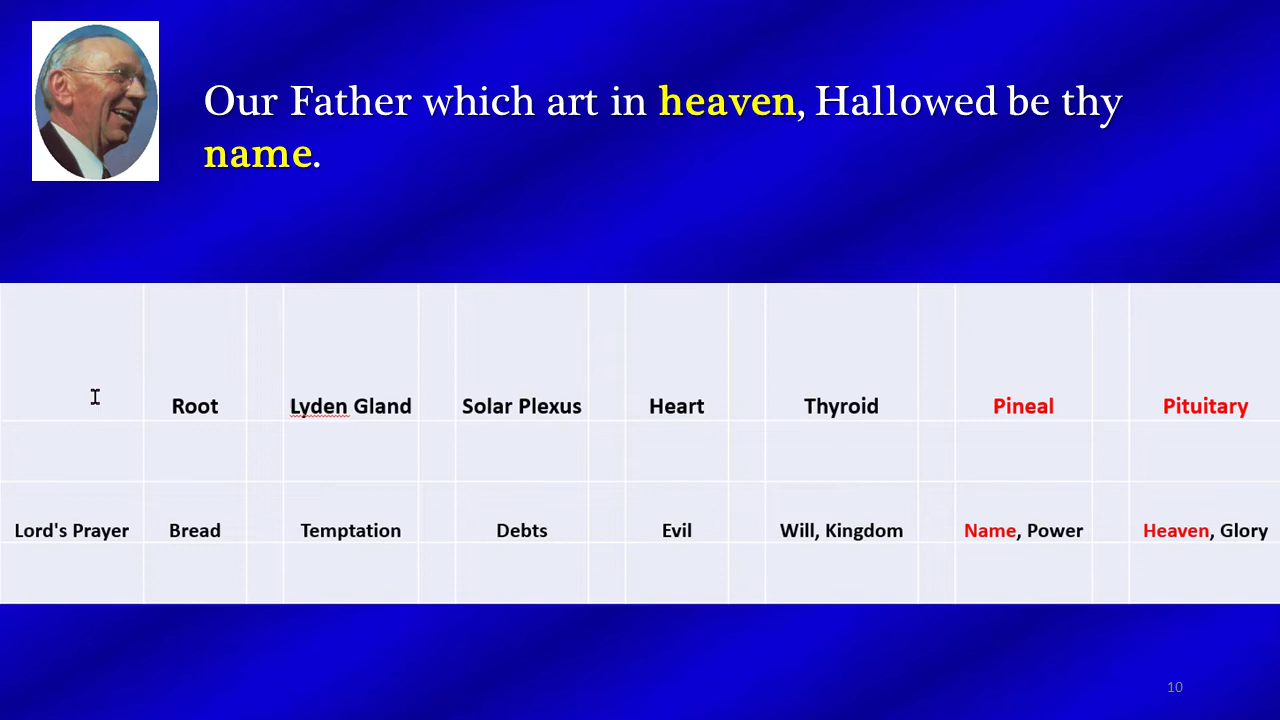 Our Father which art in heaven, Hallowed be thy
name.
Root Lyden Gland Solar Plexus Heart Thyroid Pineal Pituitary
Lord's Prayer Bread Temptation Debts Evil Will, Kingdom Name, Power Heaven, Glory
10